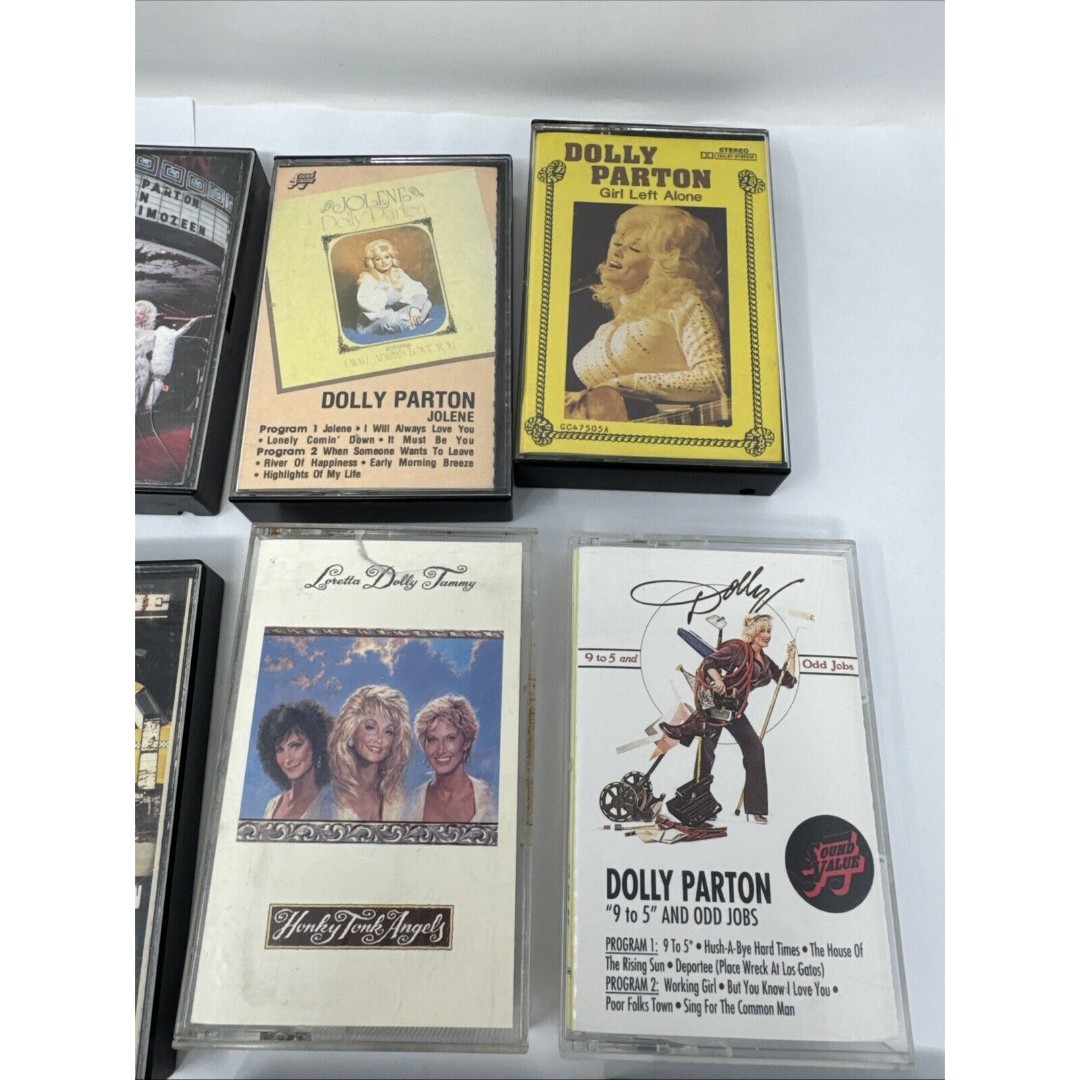 PARTON
IN
IMOZEEN
JOLENE
Dolly Parton
I WILL ALWAYS LOVE YOU
DOLLY PARTON
JOLENE
Program 1 Jolene • I Will Always Love You
• Lonely Comin' Down • It Must Be You
Program 2 When Someone Wants To Leave
• River Of Happiness • Early Morning Breeze
• Highlights Of My Life
DOLLY
PARTON
STEREO
DOLBY SYSTEM
Girl Left Alone
GC47505A
Loretta Dolly Tammy
Honky Tonk Angels
Dolly
9 to 5 and
Odd Jobs
SOUND
VALUE
DOLLY PARTON
"9 to 5" AND ODD JOBS
PROGRAM 1: 9 To 5* • Hush-A-Bye Hard Times • The House Of
The Rising Sun • Deportee (Place Wreck At Los Gatos)
PROGRAM 2: Working Girl • But You Know I Love You •
Poor Folks Town • Sing For The Common Man